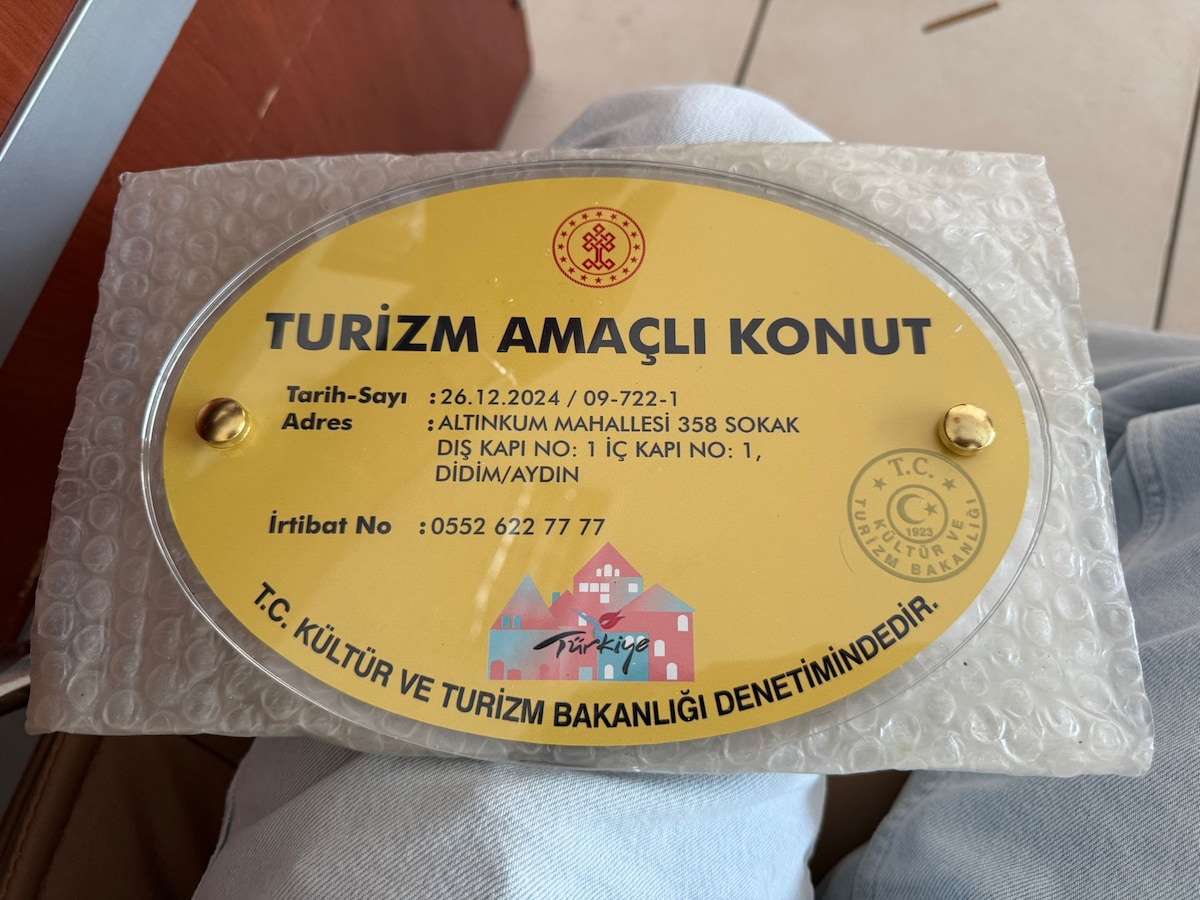 TURİZM AMAÇLI KONUT
Tarih-Sayı : 26.12.2024 / 09-722-1
Adres : ALTINKUM MAHALLESİ 358 SOKAK
DIŞ KAPI NO: 1 İÇ KAPI NO: 1,
DİDİM/AYDIN
İrtibat No : 0552 622 77 77
T.C.
1923
KÜLTÜR VE
TURİZM BAKANLIĞI
Türkiye
T.C. KÜLTÜR VE TURİZM BAKANLIĞI DENETİMİNDEDİR.